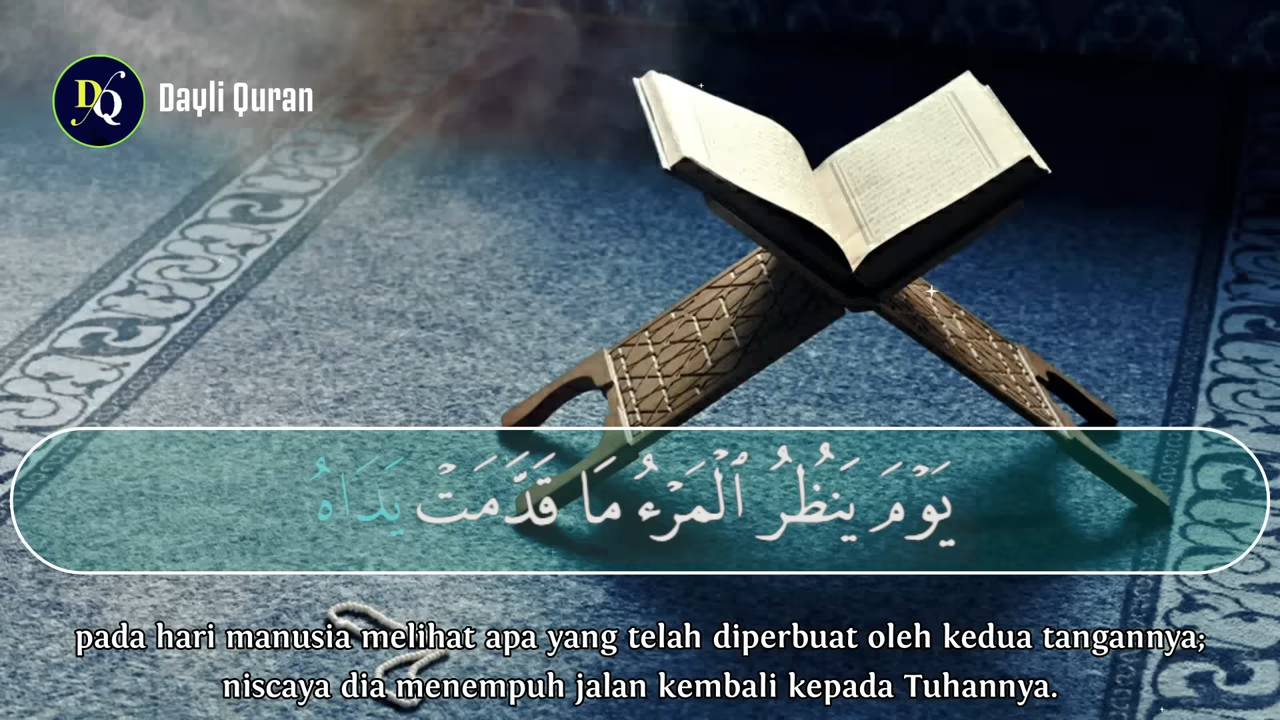 DQ
Dayli Quran
يَوْمَ يَنظُرُ ٱلْمَرْءُ مَا قَدَّمَتْ يَدَاهُ
pada hari manusia melihat apa yang telah diperbuat oleh kedua tangannya;
niscaya dia menempuh jalan kembali kepada Tuhannya.